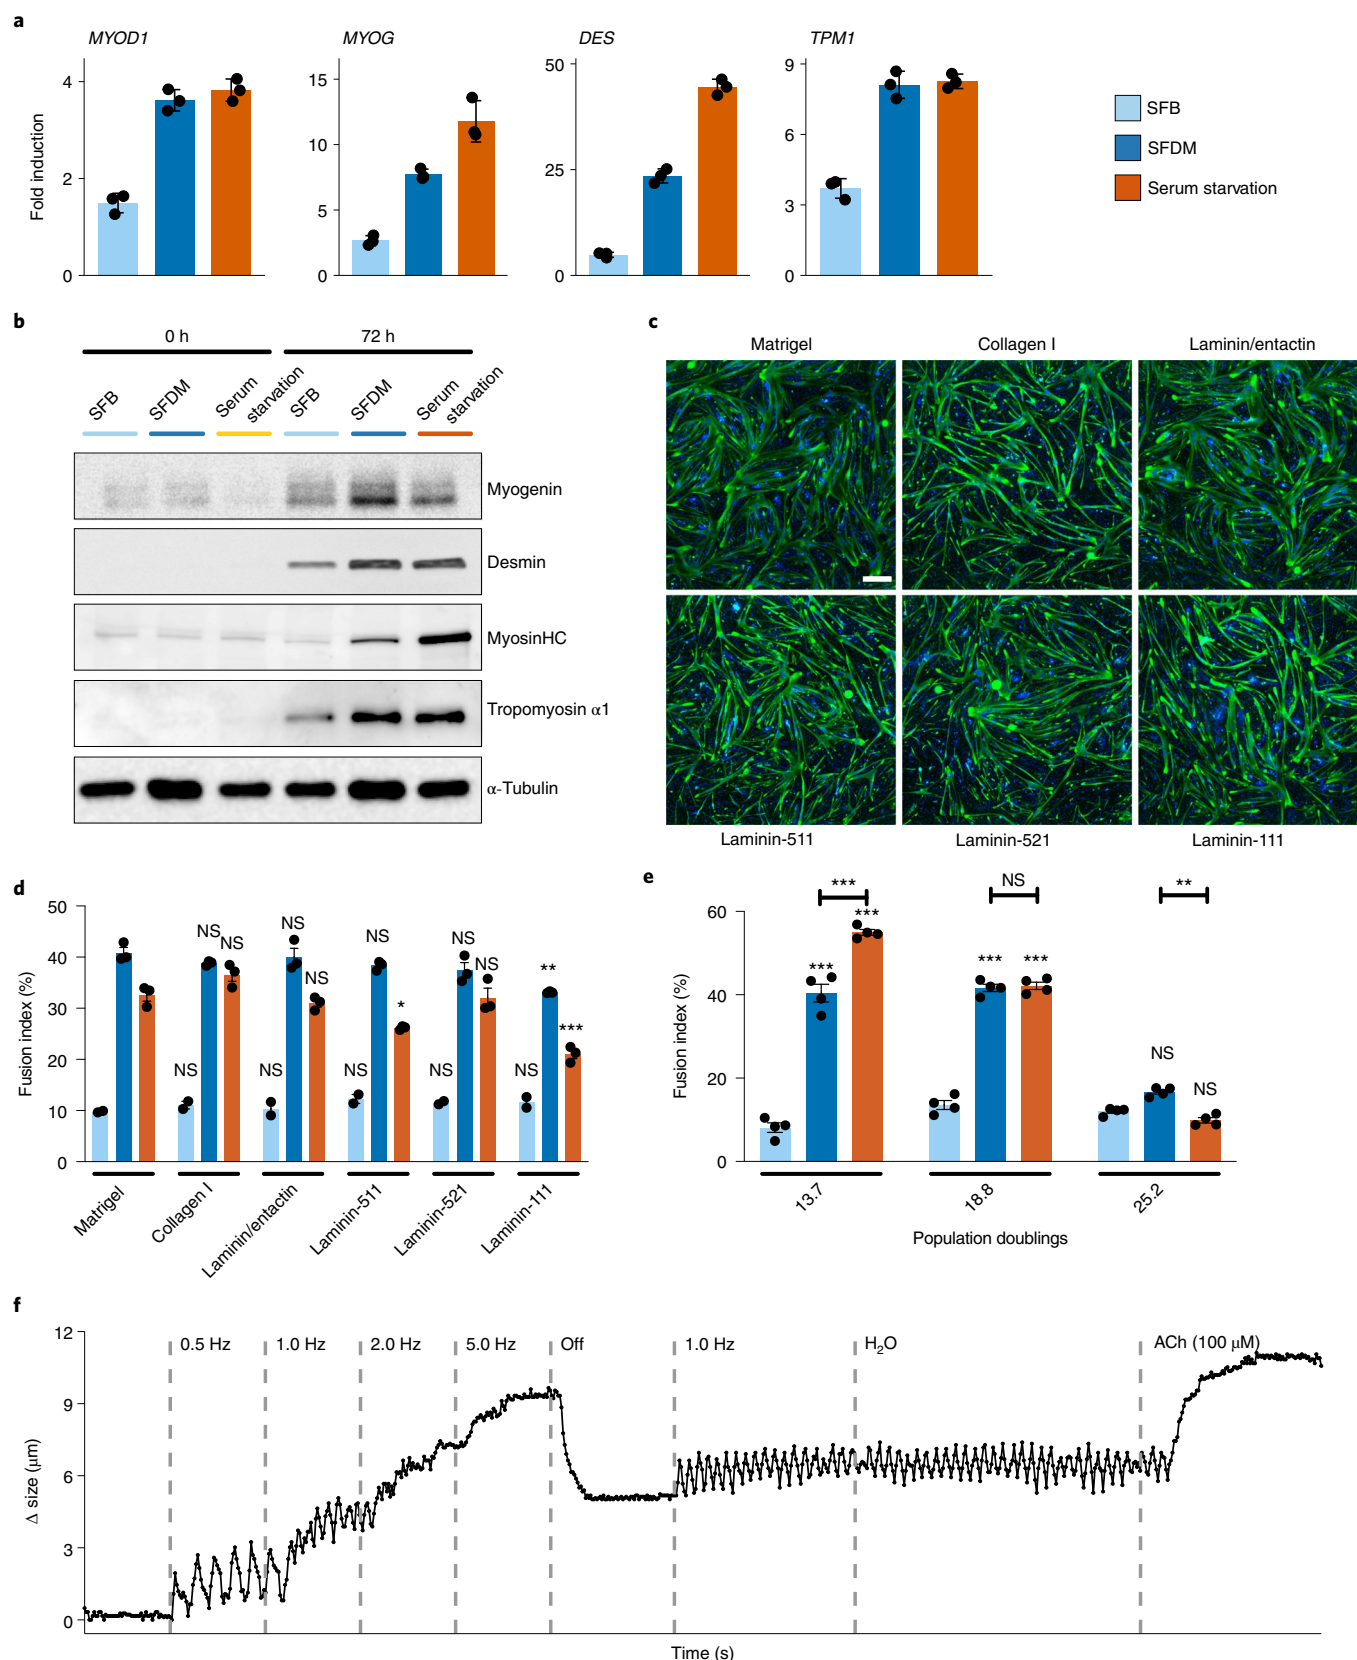 a
MYOD1
MYOG
DES
TPM1
Fold induction
4
2
0
15
10
5
0
50
25
0
9
6
3
0
SFB
SFDM
Serum starvation
b
0 h
72 h
SFB
SFDM
Serum
starvation
SFB
SFDM
Serum
starvation
Myogenin
Desmin
MyosinHC
Tropomyosin α1
α-Tubulin
c
Matrigel
Collagen I
Laminin/entactin
Laminin-511
Laminin-521
Laminin-111
d
Fusion index (%)
50
40
30
20
10
0
NS
NS
NS
NS
NS
NS
NS
NS
*
NS
NS
NS
NS
**
***
Matrigel
Collagen I
Laminin/entactin
Laminin-511
Laminin-521
Laminin-111
e
Fusion index (%)
60
40
20
0
***
NS
**
***
***
***
***
NS
NS
13.7
18.8
25.2
Population doublings
f
Δ size (μm)
12
9
6
3
0
0.5 Hz
1.0 Hz
2.0 Hz
5.0 Hz
Off
1.0 Hz
H₂O
ACh (100 μM)
Time (s)